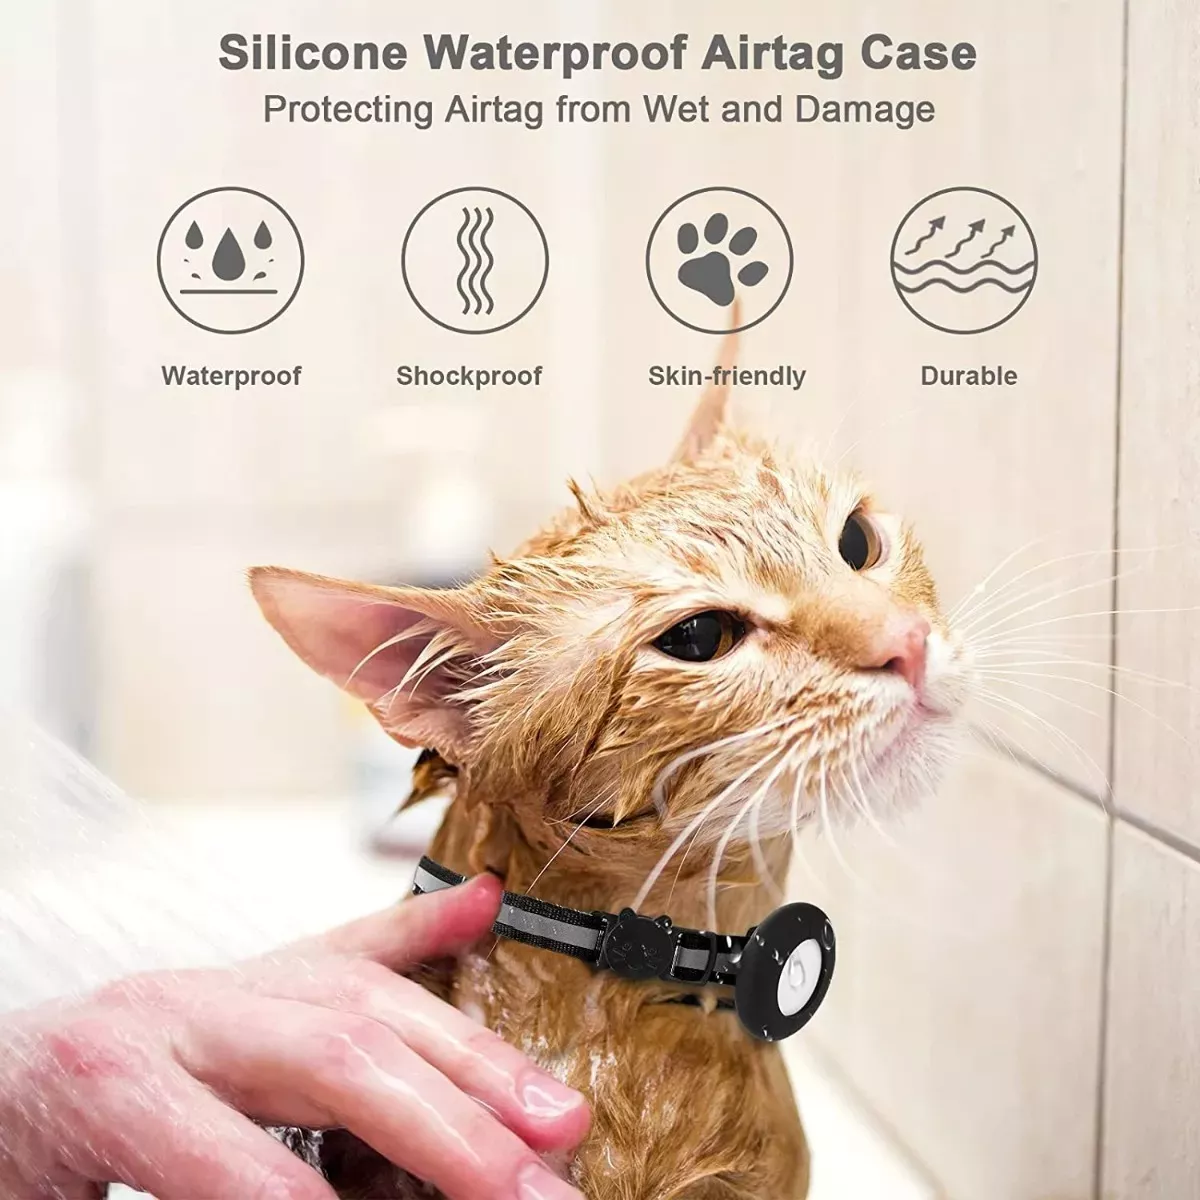 Silicone Waterproof Airtag Case
Protecting Airtag from Wet and Damage
Waterproof
Shockproof
Skin-friendly
Durable